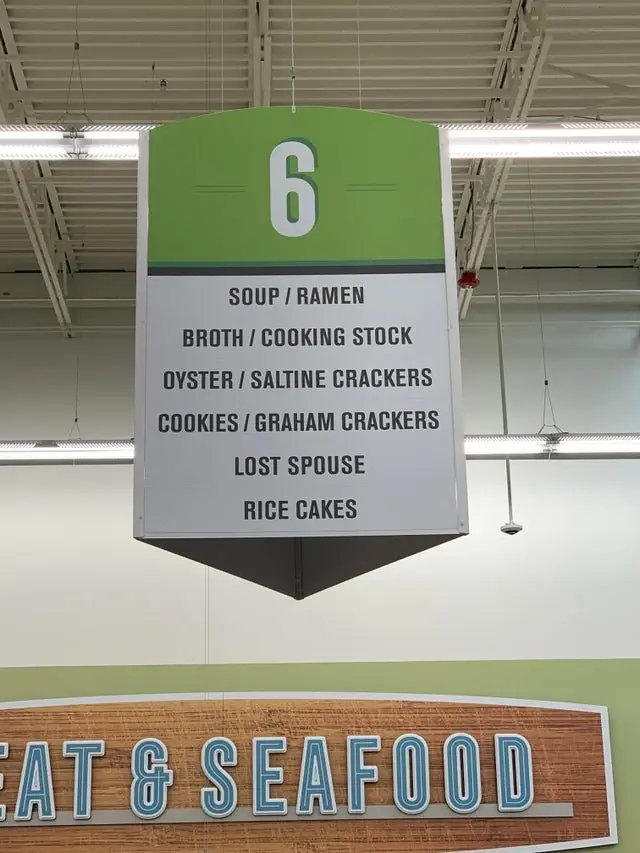 6
SOUP / RAMEN
BROTH / COOKING STOCK
OYSTER / SALTINE CRACKERS
COOKIES / GRAHAM CRACKERS
LOST SPOUSE
RICE CAKES
EAT & SEAFOOD